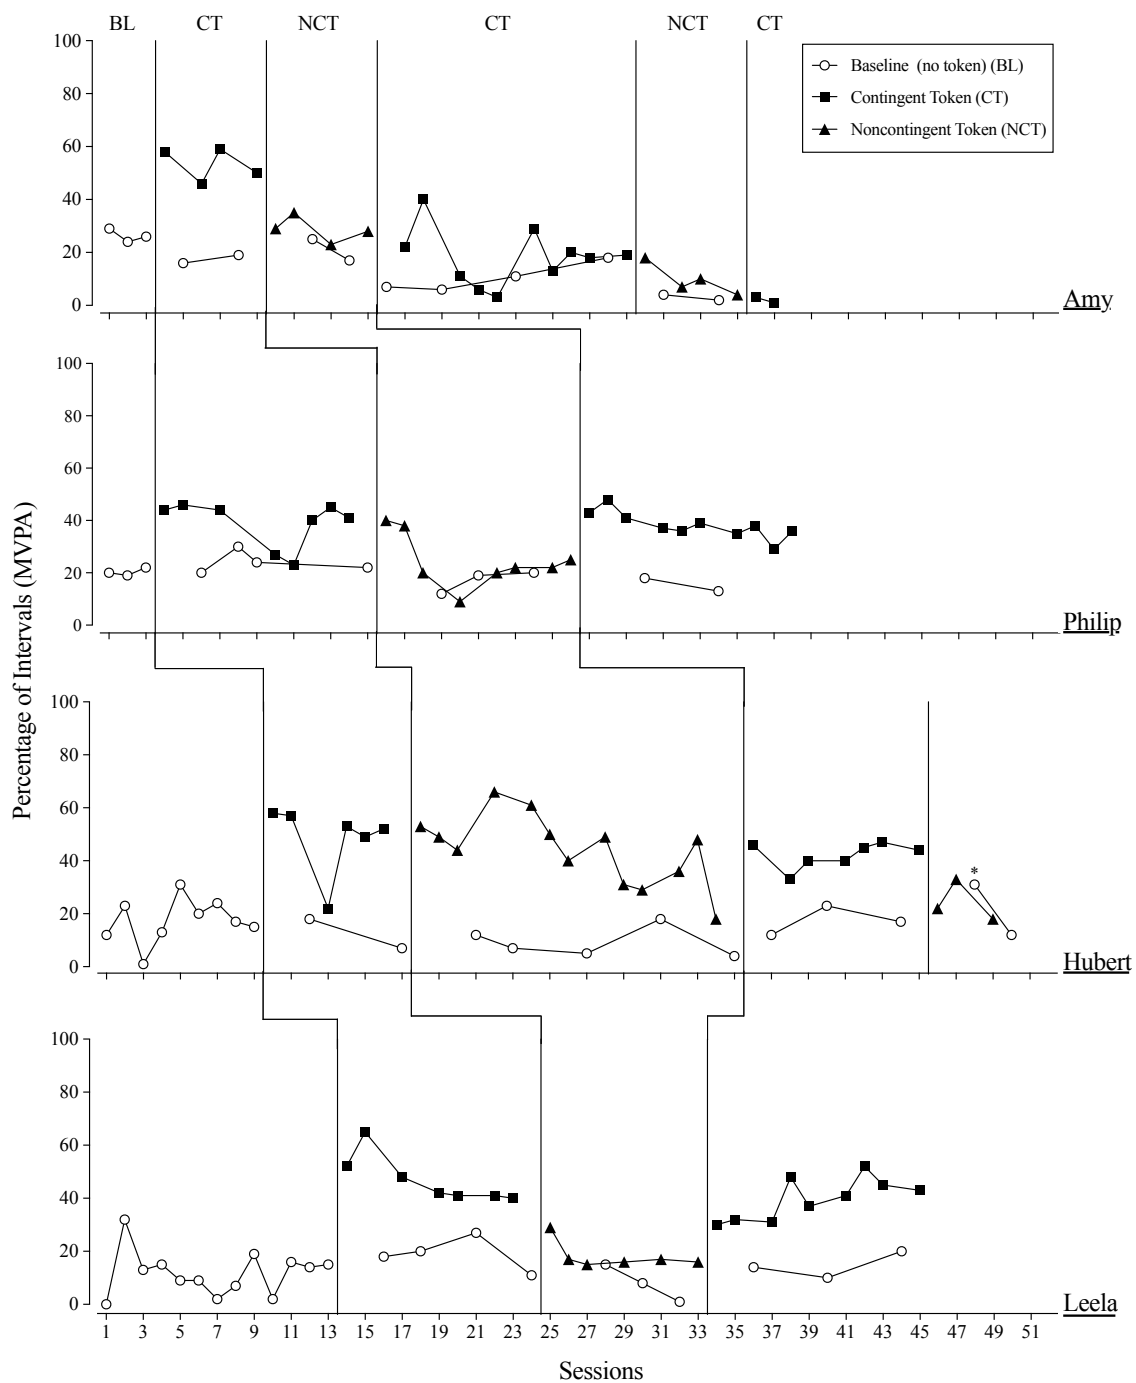 BL CT NCT CT NCT CT
Baseline (no token) (BL)
Contingent Token (CT)
Noncontingent Token (NCT)
100
80
60
40
20
0
Amy
100
80
60
40
20
0
Philip
Percentage of Intervals (MVPA)
100
80
60
40
20
0
*
Hubert
100
80
60
40
20
0
Leela
1 3 5 7 9 11 13 15 17 19 21 23 25 27 29 31 33 35 37 39 41 43 45 47 49 51
Sessions